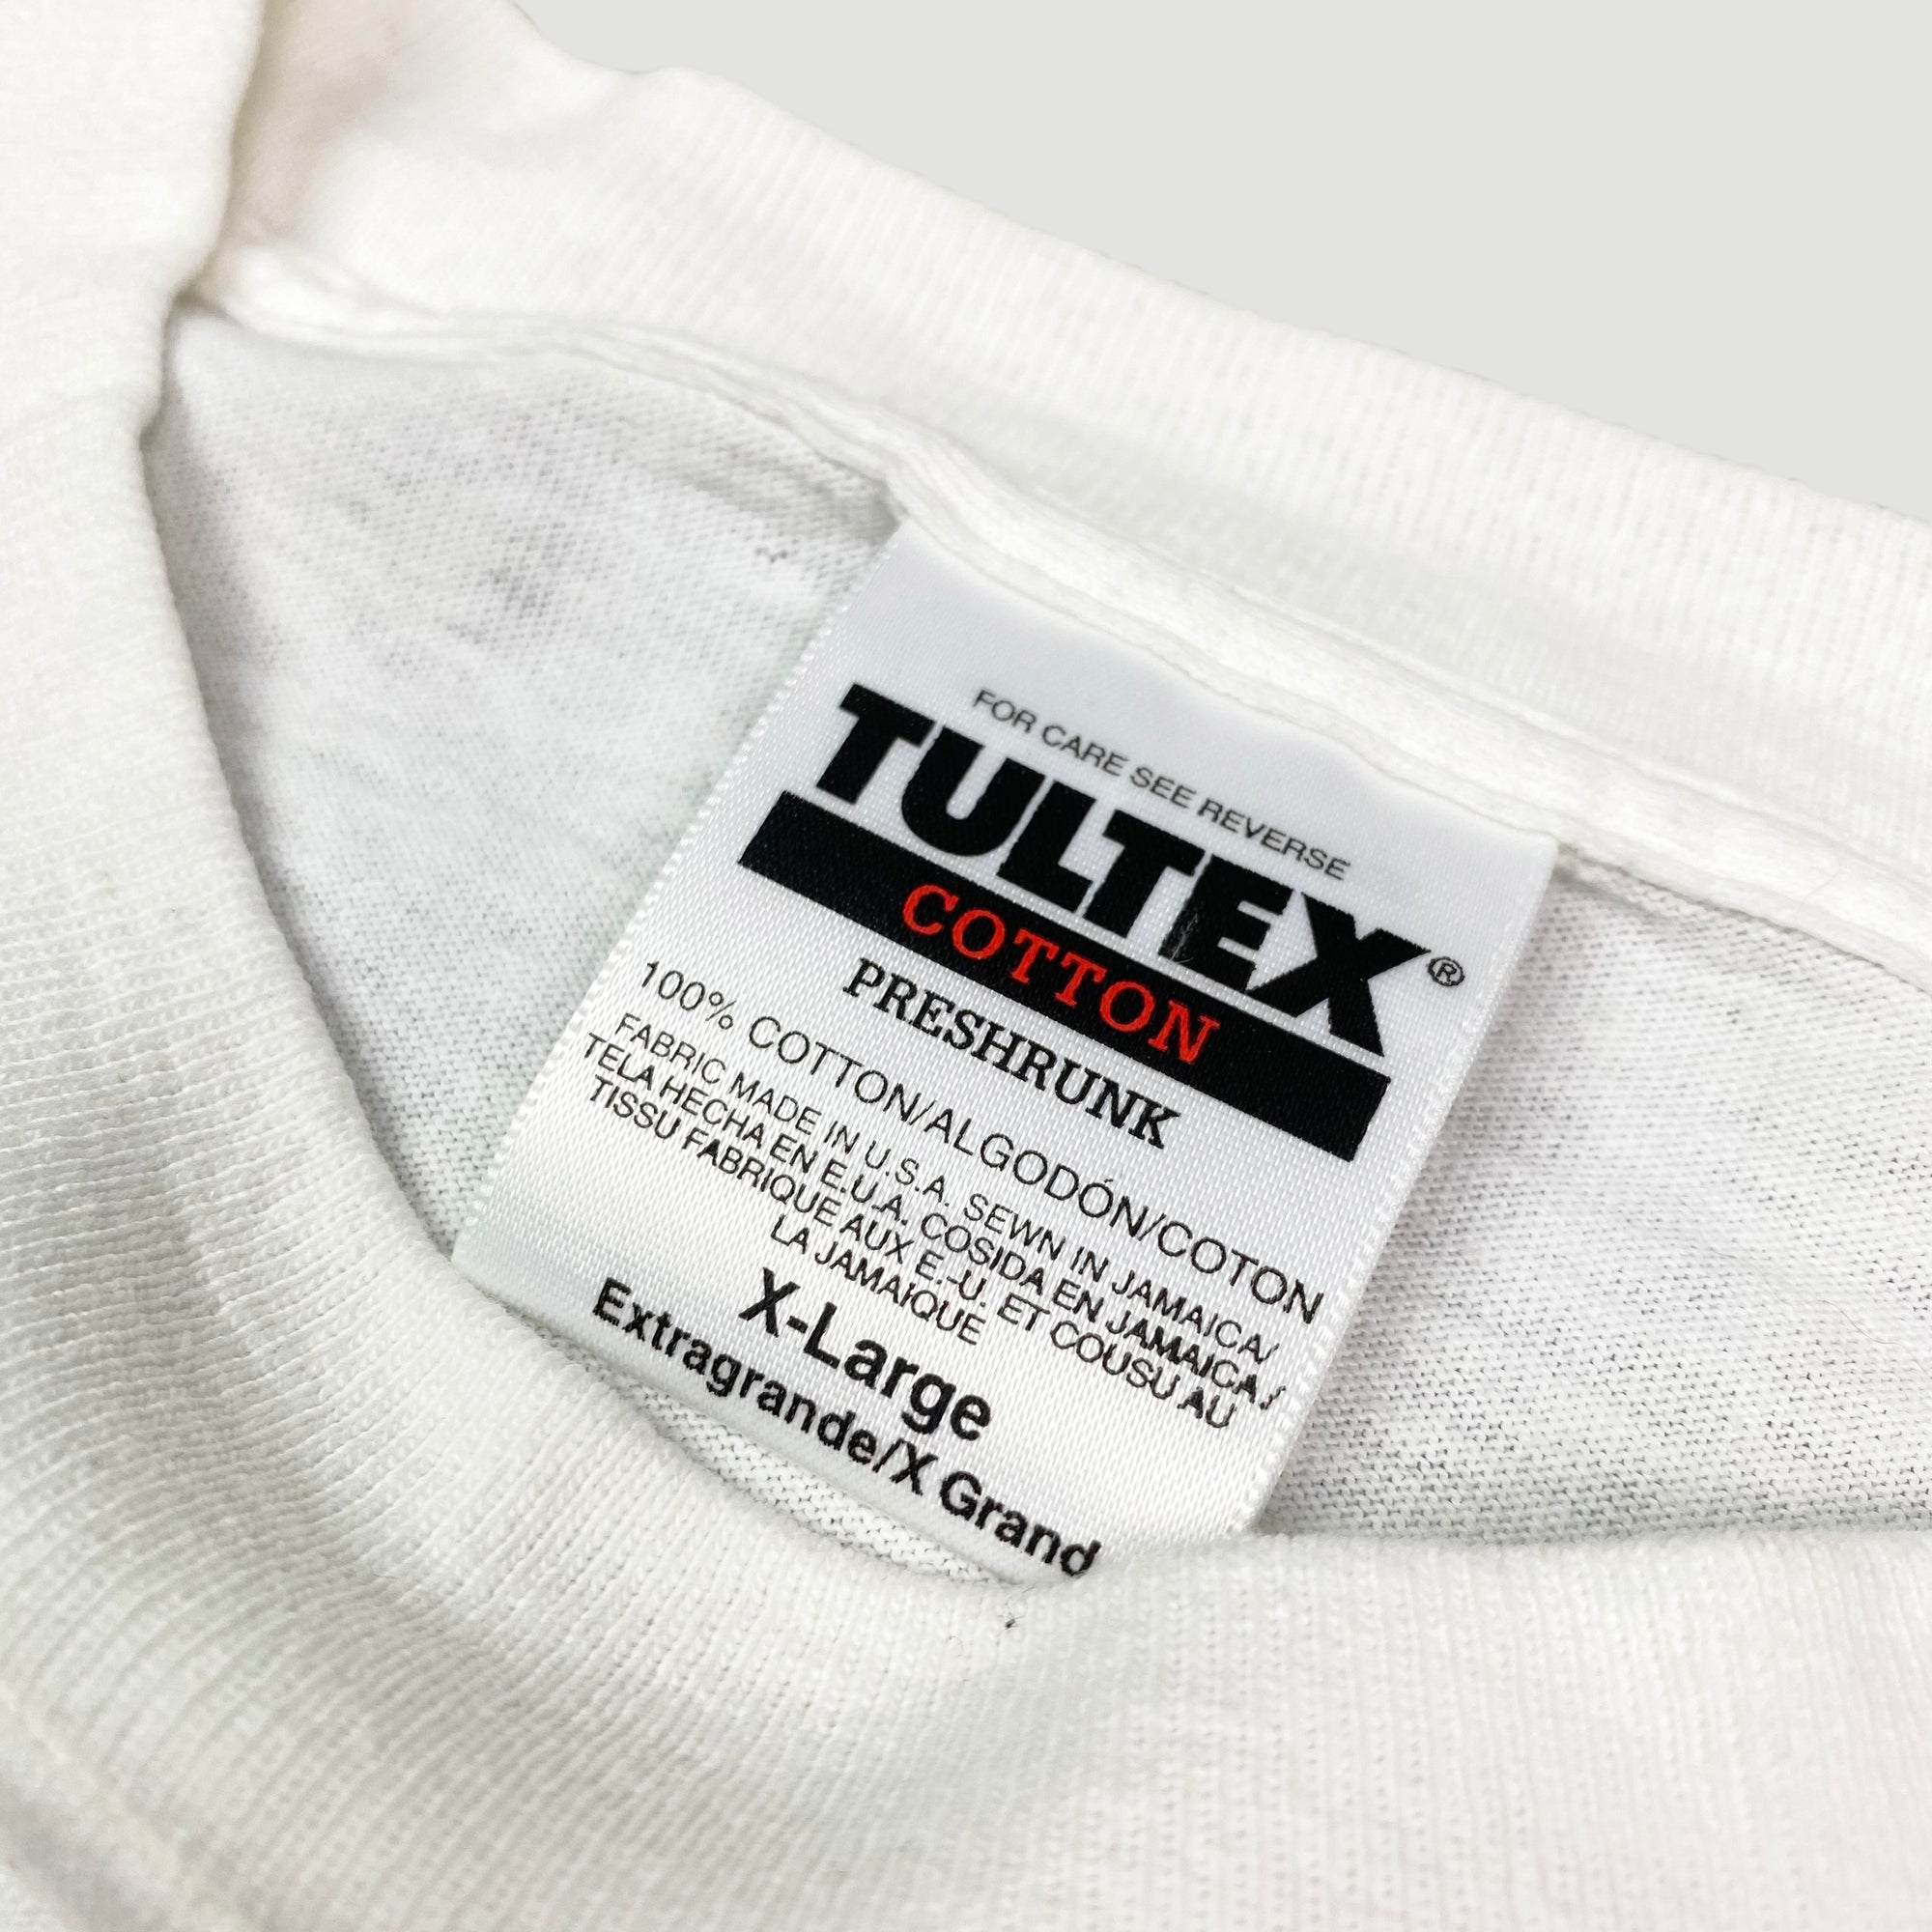 FOR CARE SEE REVERSE
TULTEX®
COTTON
PRESHRUNK
100% COTTON/ALGODÓN/COTON
FABRIC MADE IN U.S.A. SEWN IN JAMAICA/
TELA HECHA EN E.U.A. COSIDA EN JAMAICA/
TISSU FABRIQUE AUX E.-U. ET COUSU AU
LA JAMAIQUE
X-Large
Extragrande/X Grand